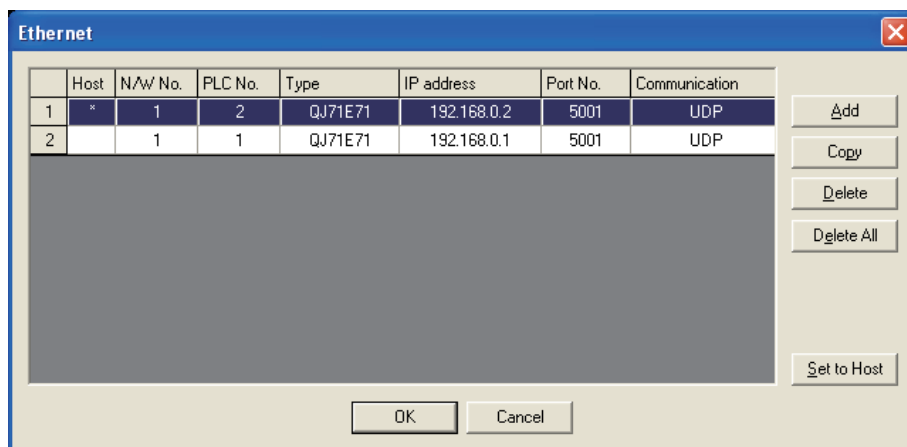 Ethernet
Host N/W No. PLC No. Type IP address Port No. Communication
1 * 1 2 QJ71E71 192.168.0.2 5001 UDP
2 1 1 QJ71E71 192.168.0.1 5001 UDP
Add
Copy
Delete
Delete All
Set to Host
OK Cancel